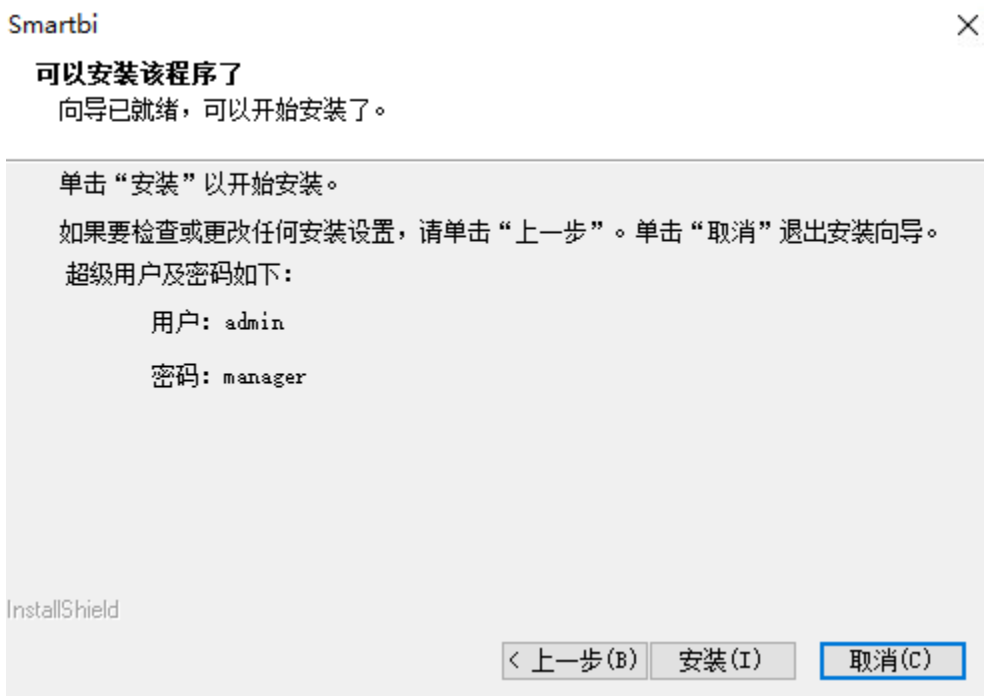 Smartbi
可以安装该程序了
向导已就绪，可以开始安装了。
单击“安装”以开始安装。
如果要检查或更改任何安装设置，请单击“上一步”。单击“取消”退出安装向导。
超级用户及密码如下：
用户：admin
密码：manager
InstallShield
< 上一步(B) 安装(I) 取消(C)